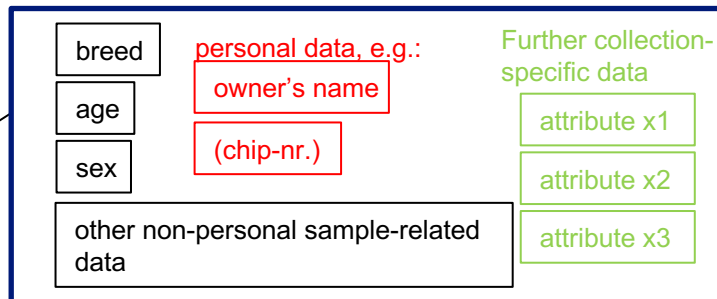 breed
age
sex
personal data, e.g.:
owner’s name
(chip-nr.)
other non-personal sample-related
data
Further collection-
specific data
attribute x1
attribute x2
attribute x3